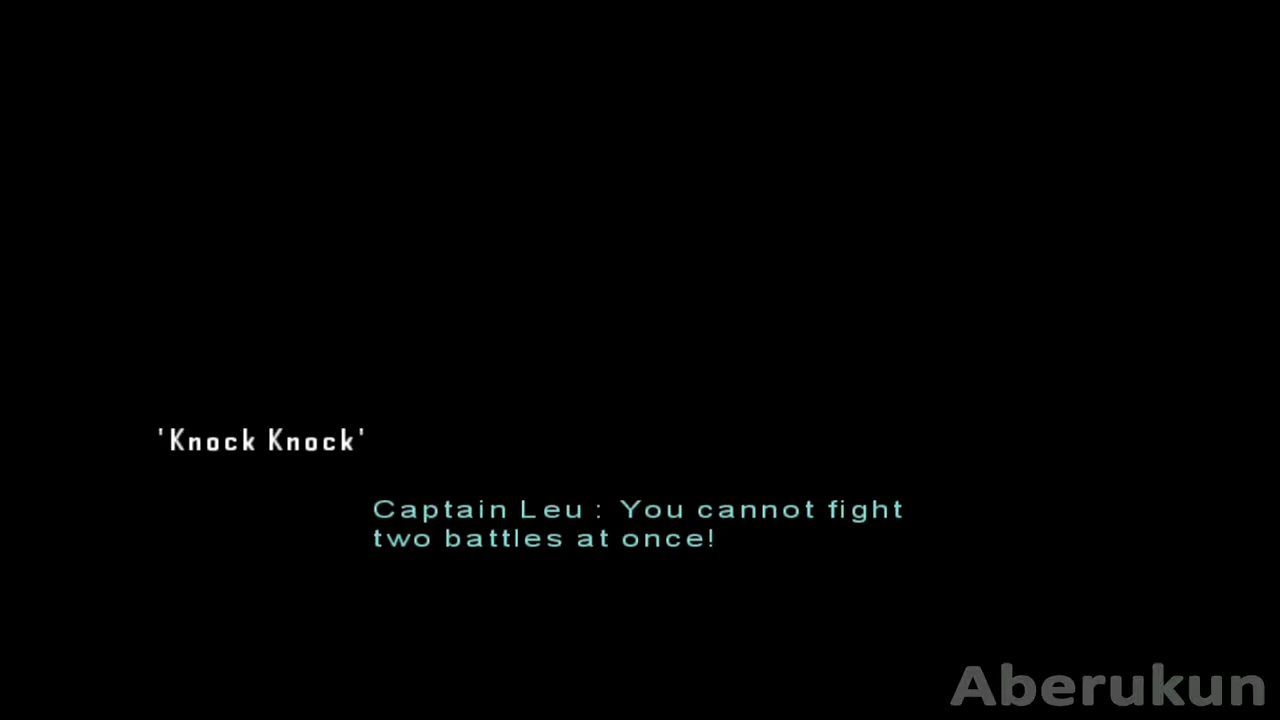 'Knock Knock'
Captain Leu : You cannot fight
two battles at once!
Aberukun